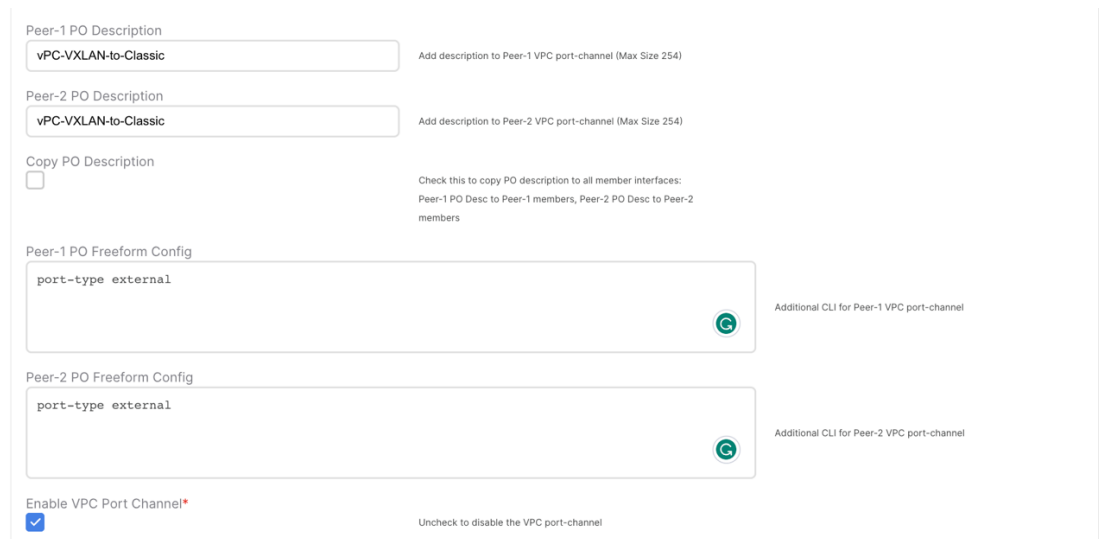 Peer-1 PO Description
vPC-VXLAN-to-Classic
Add description to Peer-1 VPC port-channel (Max Size 254)
Peer-2 PO Description
vPC-VXLAN-to-Classic
Add description to Peer-2 VPC port-channel (Max Size 254)
Copy PO Description
Check this to copy PO description to all member interfaces:
Peer-1 PO Desc to Peer-1 members, Peer-2 PO Desc to Peer-2
members
Peer-1 PO Freeform Config
port-type external
Additional CLI for Peer-1 VPC port-channel
Peer-2 PO Freeform Config
port-type external
Additional CLI for Peer-2 VPC port-channel
Enable VPC Port Channel*
Uncheck to disable the VPC port-channel